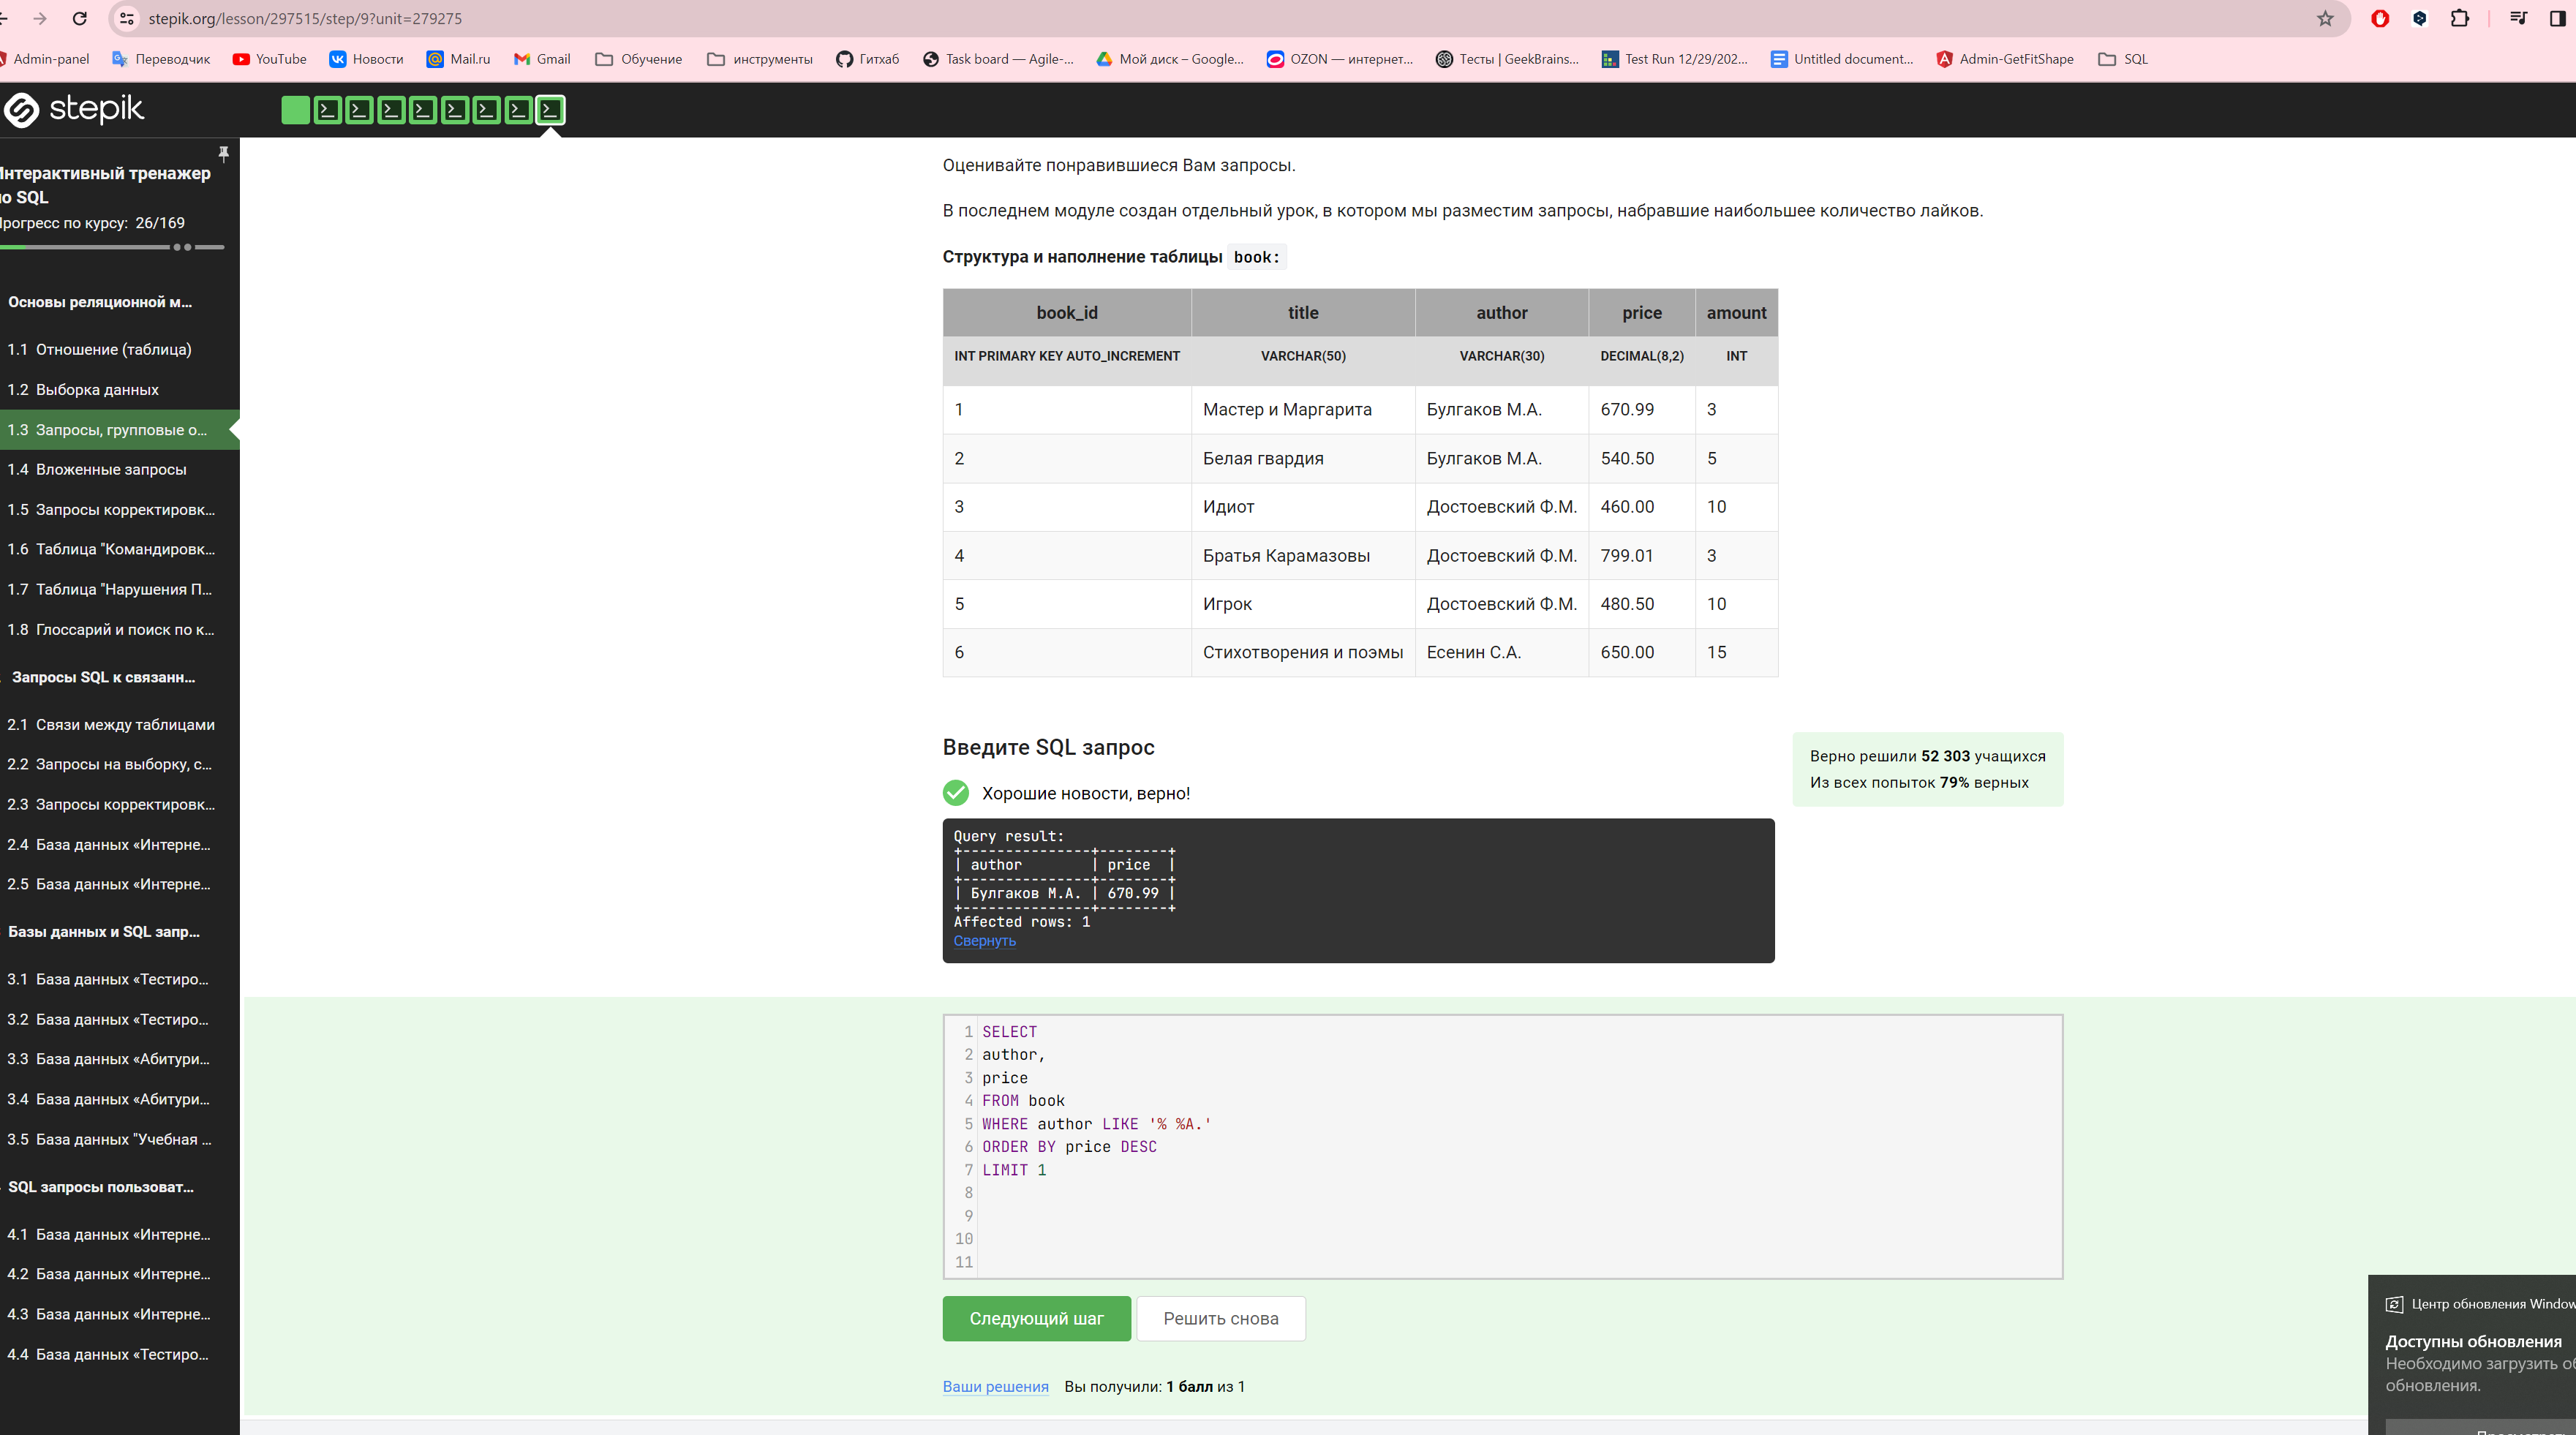 stepik.org/lesson/297515/step/9?unit=279275
Admin-panel Переводчик YouTube Новости Mail.ru Gmail Обучение инструменты Гитхаб Task board — Agile-... Мой диск – Google... OZON — интернет... Тесты | GeekBrains... Test Run 12/29/202... Untitled document... Admin-GetFitShape SQL
stepik
Интерактивный тренажер
по SQL
Прогресс по курсу: 26/169
Основы реляционной м...
1.1 Отношение (таблица)
1.2 Выборка данных
1.3 Запросы, групповые о...
1.4 Вложенные запросы
1.5 Запросы корректировк...
1.6 Таблица "Командировк...
1.7 Таблица "Нарушения П...
1.8 Глоссарий и поиск по к...
Запросы SQL к связанн...
2.1 Связи между таблицами
2.2 Запросы на выборку, с...
2.3 Запросы корректировк...
2.4 База данных «Интерне...
2.5 База данных «Интерне...
Базы данных и SQL запр...
3.1 База данных «Тестиро...
3.2 База данных «Тестиро...
3.3 База данных «Абитури...
3.4 База данных «Абитури...
3.5 База данных "Учебная ...
SQL запросы пользоват...
4.1 База данных «Интерне...
4.2 База данных «Интерне...
4.3 База данных «Интерне...
4.4 База данных «Тестиро...
Оценивайте понравившиеся Вам запросы.
В последнем модуле создан отдельный урок, в котором мы разместим запросы, набравшие наибольшее количество лайков.
Структура и наполнение таблицы book:
book_id title author price amount
INT PRIMARY KEY AUTO_INCREMENT VARCHAR(50) VARCHAR(30) DECIMAL(8,2) INT
1 Мастер и Маргарита Булгаков М.А. 670.99 3
2 Белая гвардия Булгаков М.А. 540.50 5
3 Идиот Достоевский Ф.М. 460.00 10
4 Братья Карамазовы Достоевский Ф.М. 799.01 3
5 Игрок Достоевский Ф.М. 480.50 10
6 Стихотворения и поэмы Есенин С.А. 650.00 15
Введите SQL запрос
Хорошие новости, верно!
Верно решили 52 303 учащихся
Из всех попыток 79% верных
Query result:
+---------------+--------+
| author | price |
+---------------+--------+
| Булгаков М.А. | 670.99 |
+---------------+--------+
Affected rows: 1
Свернуть
1 SELECT
2 author,
3 price
4 FROM book
5 WHERE author LIKE '% %А.'
6 ORDER BY price DESC
7 LIMIT 1
8
9
10
11
Следующий шаг Решить снова
Ваши решения Вы получили: 1 балл из 1
Центр обновления Window
Доступны обновления
Необходимо загрузить об
обновления.